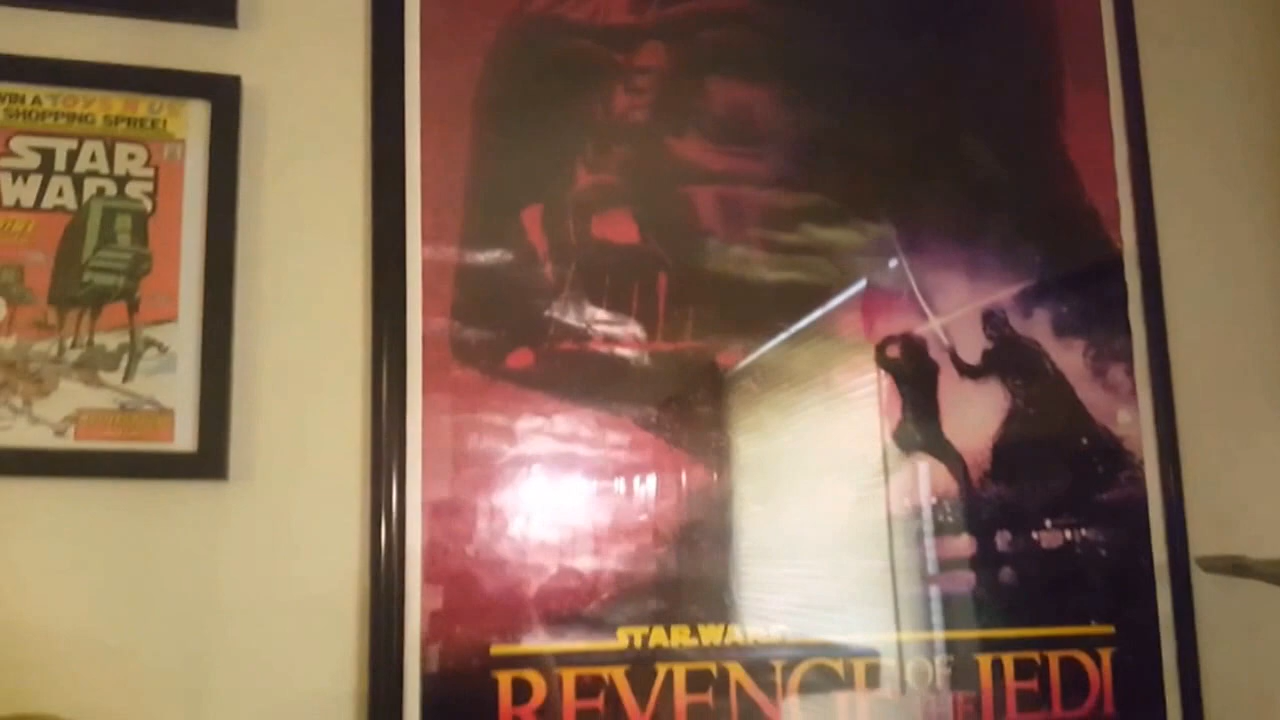 WIN A TOYS R US
SHOPPING SPREE!
STAR
WARS
STAR WARS
REVENGE OF THE JEDI